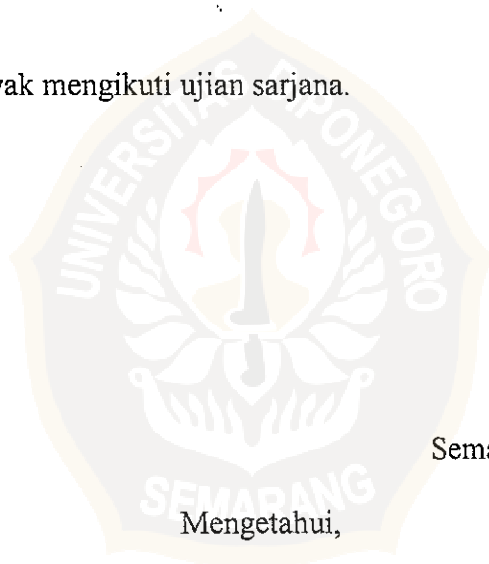 yak mengikuti ujian sarjana.
UNIVERSITAS DIPONEGORO
Sema
Mengetahui,
SEMARANG